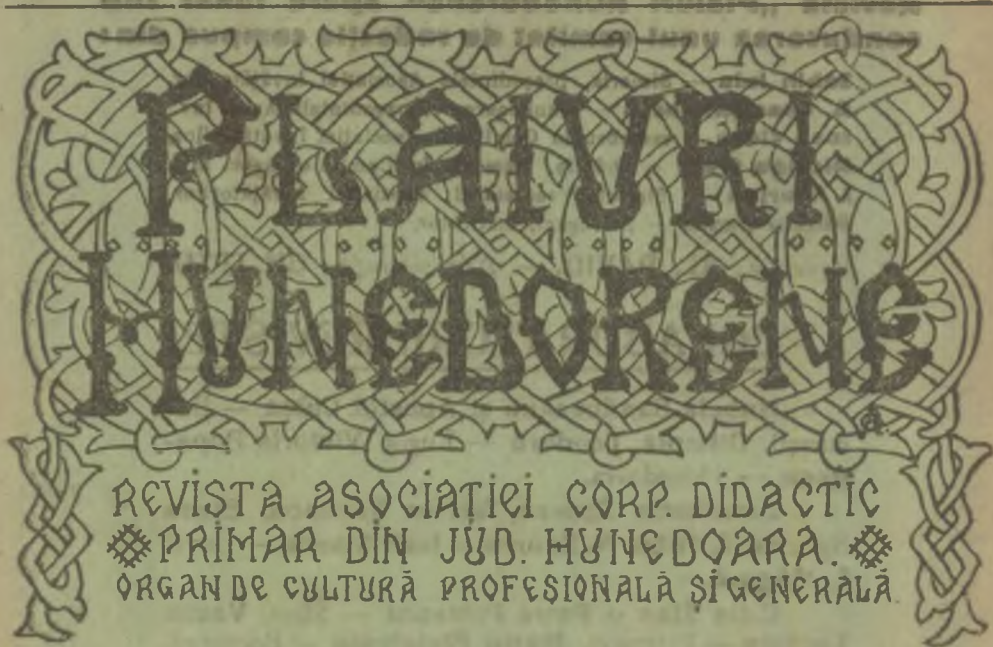 PLAIURI
HUNEDORENE
REVISTA ASOCIAȚIEI CORP. DIDACTIC
PRIMAR DIN JUD. HUNEDOARA.
ORGAN DE CULTURĂ PROFESIONALĂ ȘI GENERALĂ.